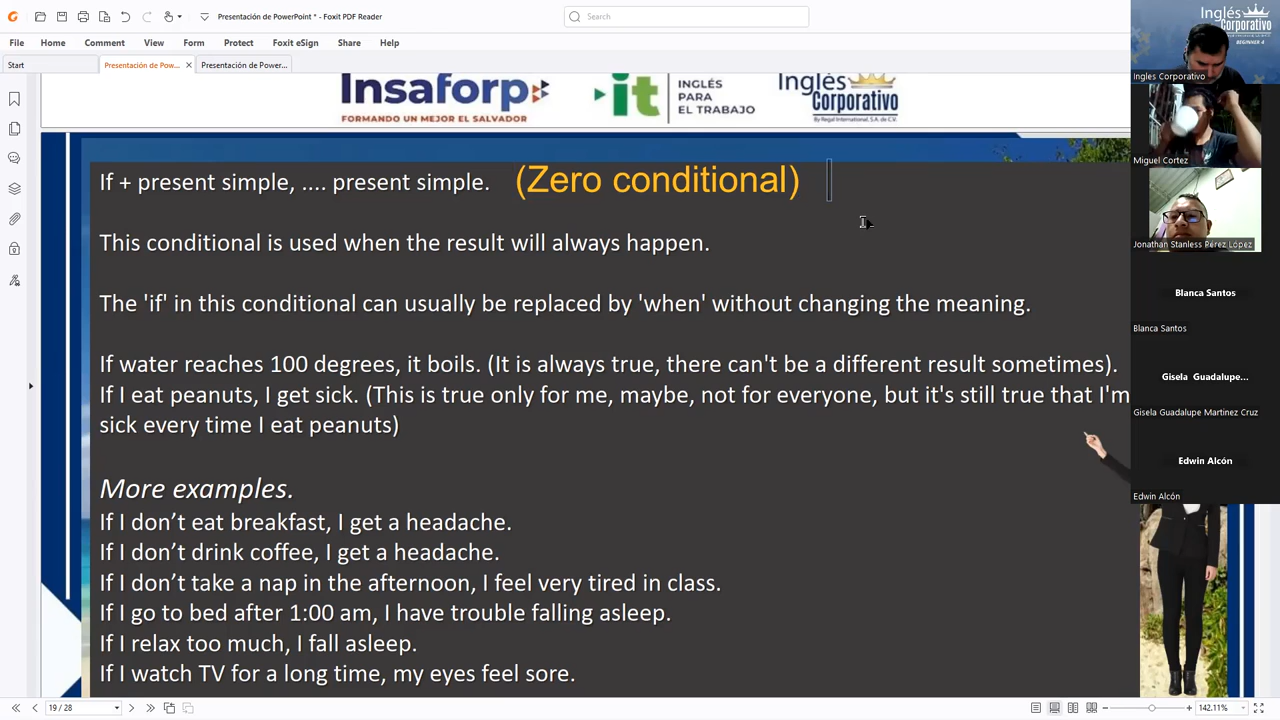 Presentación de PowerPoint * - Foxit PDF Reader
Search
File Home Comment View Form Protect Foxit eSign Share Help
Start
Presentación de Pow...
Presentación de Power...
Insaforp
FORMANDO UN MEJOR EL SALVADOR
it
INGLÉS
PARA
EL TRABAJO
Inglés
Corporativo
By Regal International, S.A. de C.V.
If + present simple, .... present simple. (Zero conditional)
This conditional is used when the result will always happen.
The 'if' in this conditional can usually be replaced by 'when' without changing the meaning.
If water reaches 100 degrees, it boils. (It is always true, there can't be a different result sometimes).
If I eat peanuts, I get sick. (This is true only for me, maybe, not for everyone, but it's still true that I'm
sick every time I eat peanuts)
More examples.
If I don’t eat breakfast, I get a headache.
If I don’t drink coffee, I get a headache.
If I don’t take a nap in the afternoon, I feel very tired in class.
If I go to bed after 1:00 am, I have trouble falling asleep.
If I relax too much, I fall asleep.
If I watch TV for a long time, my eyes feel sore.
Inglés
Corporativo
BEGINNER 4
Ingles Corporativo
Miguel Cortez
Jonathan Stanless Pérez López
Blanca Santos
Blanca Santos
Gisela Guadalupe...
Gisela Guadalupe Martinez Cruz
Edwin Alcón
Edwin Alcón
19 / 28
142.11%